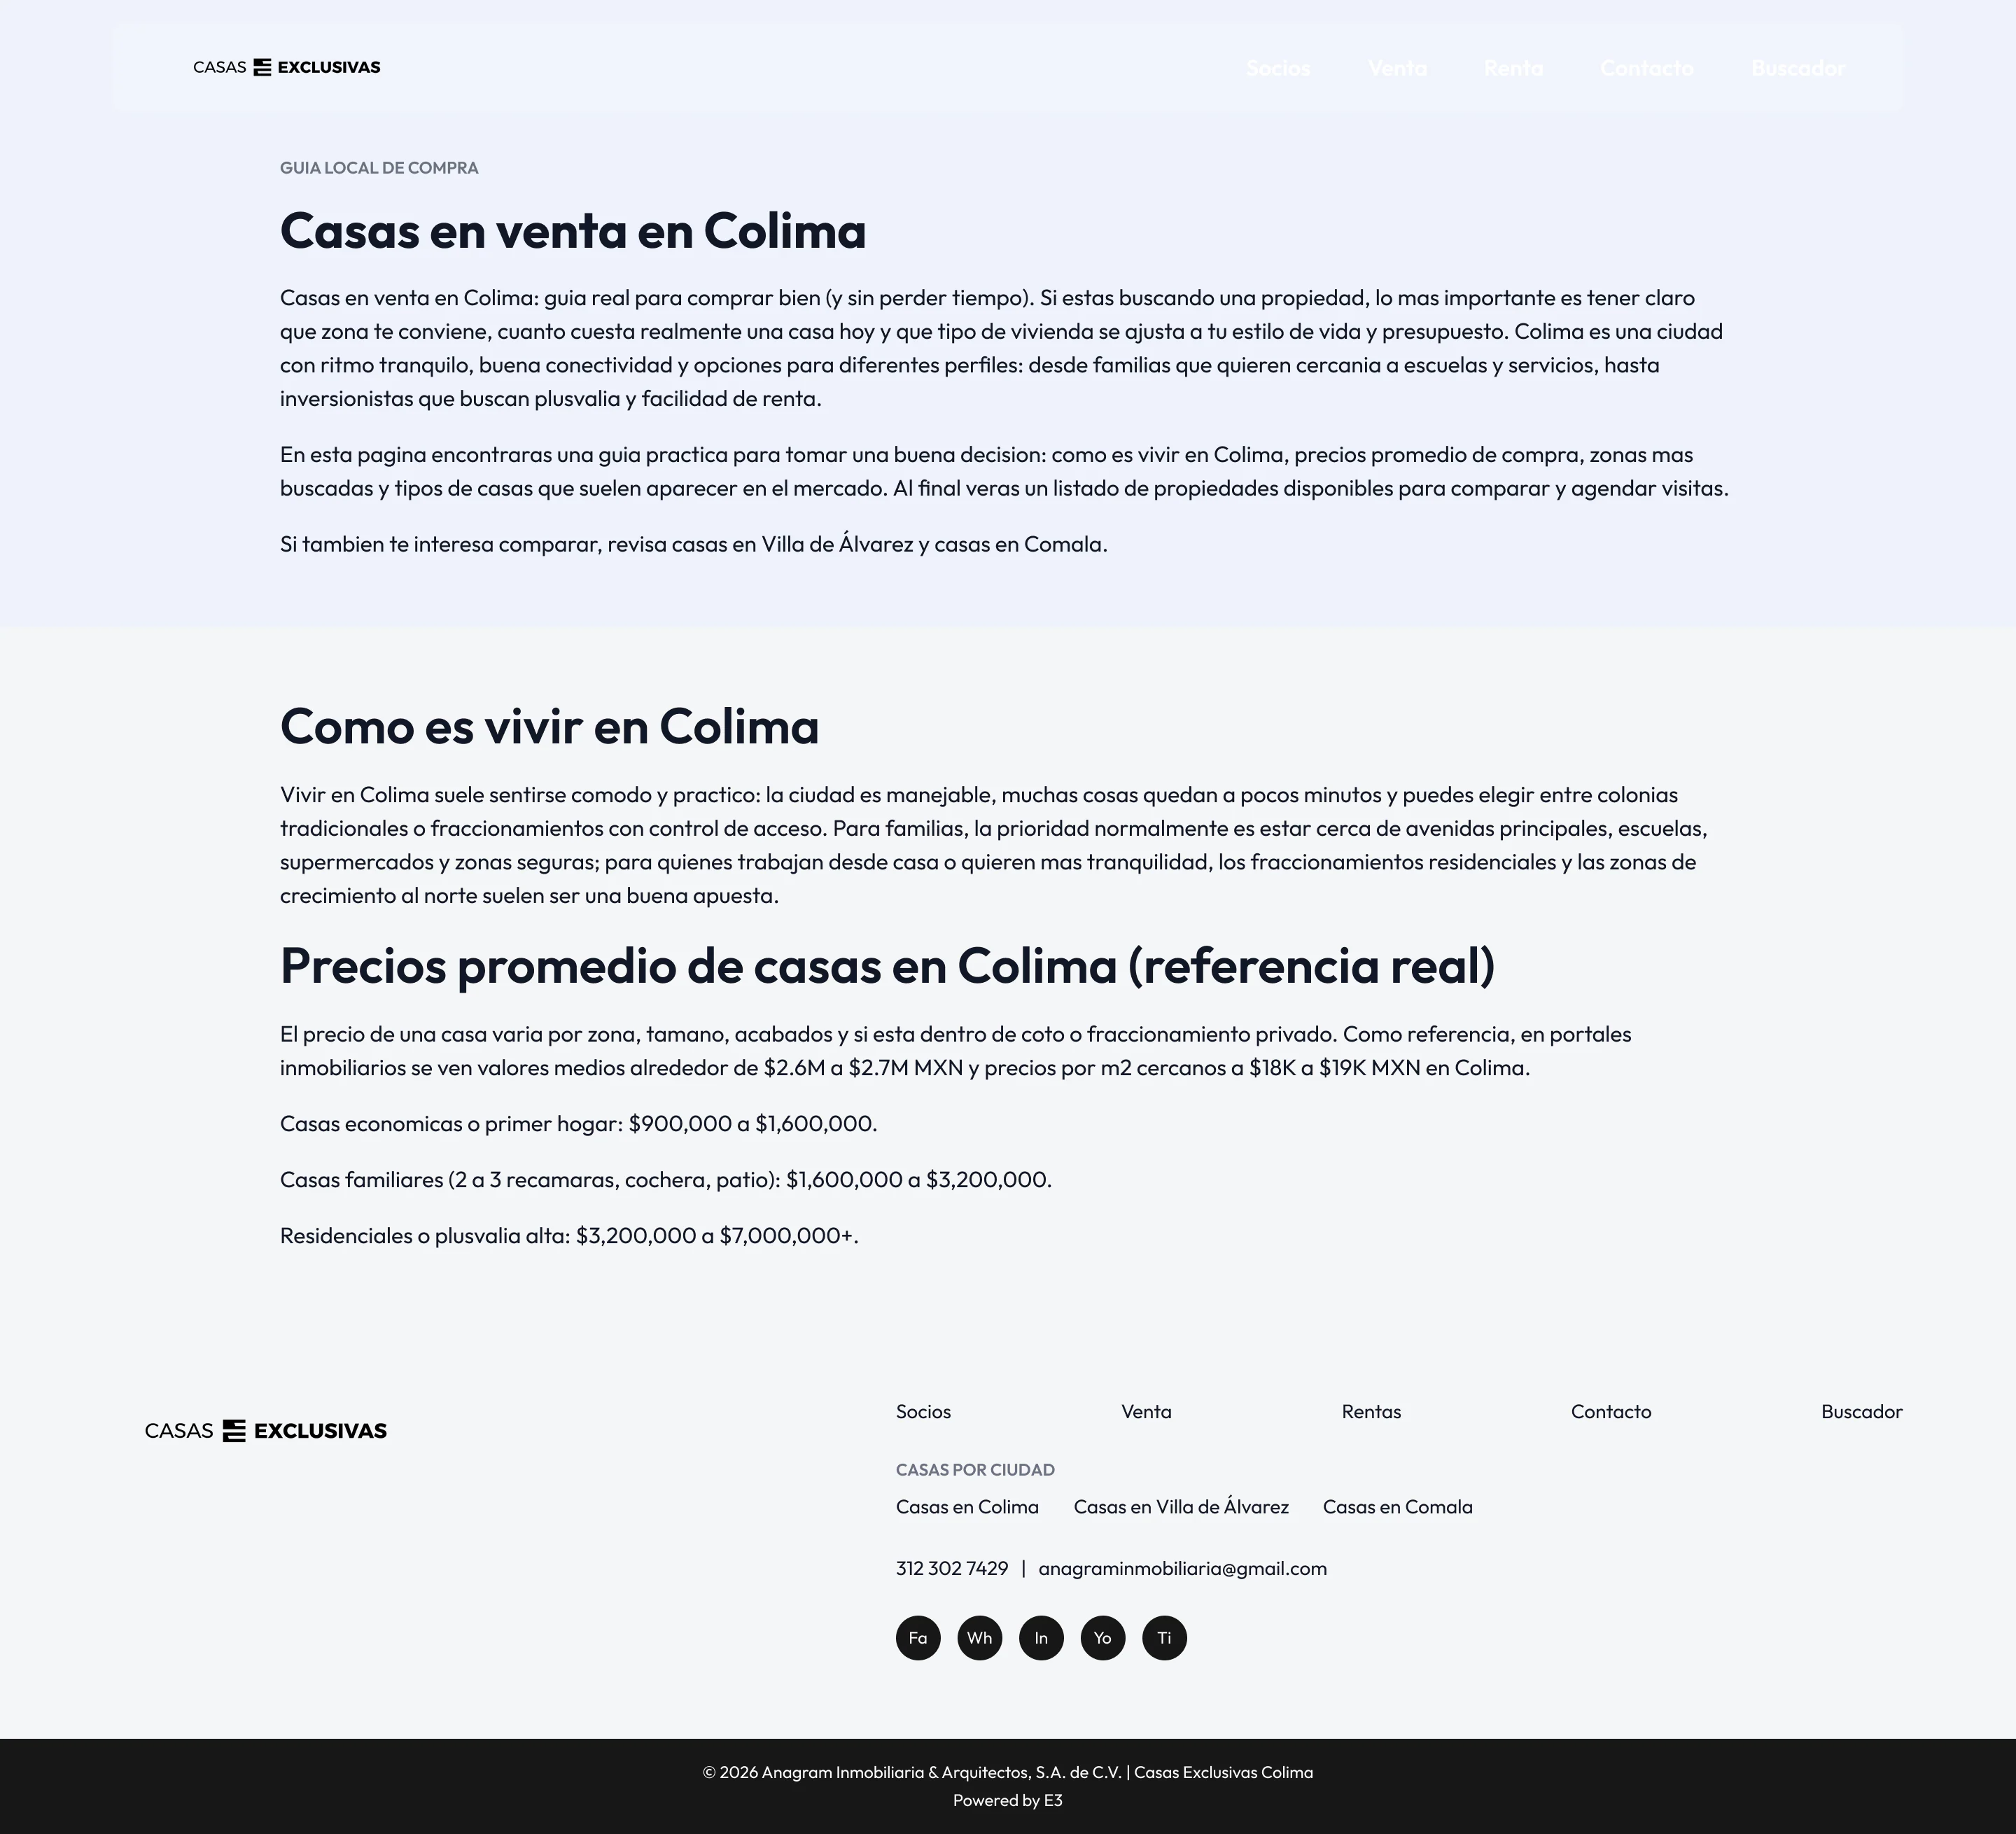 CASAS EXCLUSIVAS
Socios Venta Renta Contacto Buscador
GUIA LOCAL DE COMPRA
Casas en venta en Colima
Casas en venta en Colima: guia real para comprar bien (y sin perder tiempo). Si estas buscando una propiedad, lo mas importante es tener claro
que zona te conviene, cuanto cuesta realmente una casa hoy y que tipo de vivienda se ajusta a tu estilo de vida y presupuesto. Colima es una ciudad
con ritmo tranquilo, buena conectividad y opciones para diferentes perfiles: desde familias que quieren cercania a escuelas y servicios, hasta
inversionistas que buscan plusvalia y facilidad de renta.
En esta pagina encontraras una guia practica para tomar una buena decision: como es vivir en Colima, precios promedio de compra, zonas mas
buscadas y tipos de casas que suelen aparecer en el mercado. Al final veras un listado de propiedades disponibles para comparar y agendar visitas.
Si tambien te interesa comparar, revisa casas en Villa de Álvarez y casas en Comala.
Como es vivir en Colima
Vivir en Colima suele sentirse comodo y practico: la ciudad es manejable, muchas cosas quedan a pocos minutos y puedes elegir entre colonias
tradicionales o fraccionamientos con control de acceso. Para familias, la prioridad normalmente es estar cerca de avenidas principales, escuelas,
supermercados y zonas seguras; para quienes trabajan desde casa o quieren mas tranquilidad, los fraccionamientos residenciales y las zonas de
crecimiento al norte suelen ser una buena apuesta.
Precios promedio de casas en Colima (referencia real)
El precio de una casa varia por zona, tamano, acabados y si esta dentro de coto o fraccionamiento privado. Como referencia, en portales
inmobiliarios se ven valores medios alrededor de $2.6M a $2.7M MXN y precios por m2 cercanos a $18K a $19K MXN en Colima.
Casas economicas o primer hogar: $900,000 a $1,600,000.
Casas familiares (2 a 3 recamaras, cochera, patio): $1,600,000 a $3,200,000.
Residenciales o plusvalia alta: $3,200,000 a $7,000,000+.
CASAS EXCLUSIVAS
Socios Venta Rentas Contacto Buscador
CASAS POR CIUDAD
Casas en Colima Casas en Villa de Álvarez Casas en Comala
312 302 7429 | anagraminmobiliaria@gmail.com
Fa Wh In Yo Ti
© 2026 Anagram Inmobiliaria & Arquitectos, S.A. de C.V. | Casas Exclusivas Colima
Powered by E3